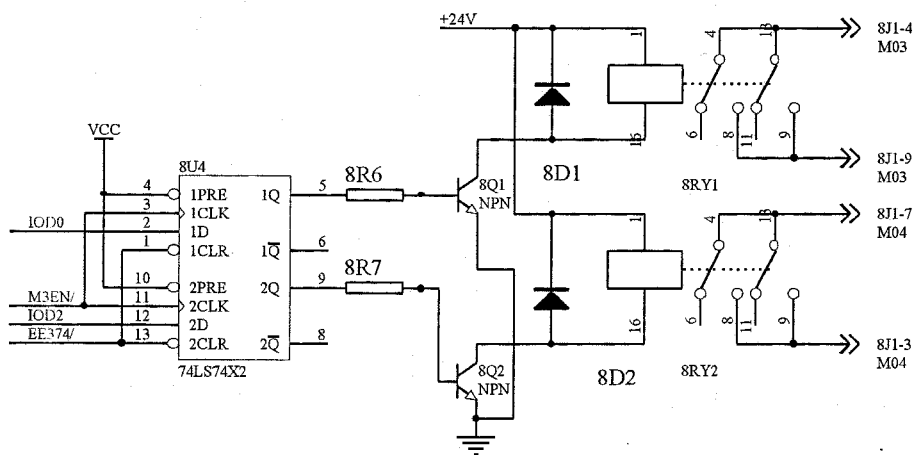 +24V
1
4
13
8J1-4
M03
16
6
8
11
9
8D1
8RY1
8J1-9
M03
VCC
8U4
4
1PRE
1Q
5
8R6
8Q1
NPN
3
1CLK
IOD0
2
1D
1
1CLR
1Q
6
10
2PRE
2Q
9
8R7
M3EN/
11
2CLK
IOD2
12
2D
EE374/
13
2CLR
2Q
8
74LS74X2
8Q2
NPN
1
4
13
8J1-7
M04
16
6
8
11
9
8D2
8RY2
8J1-3
M04